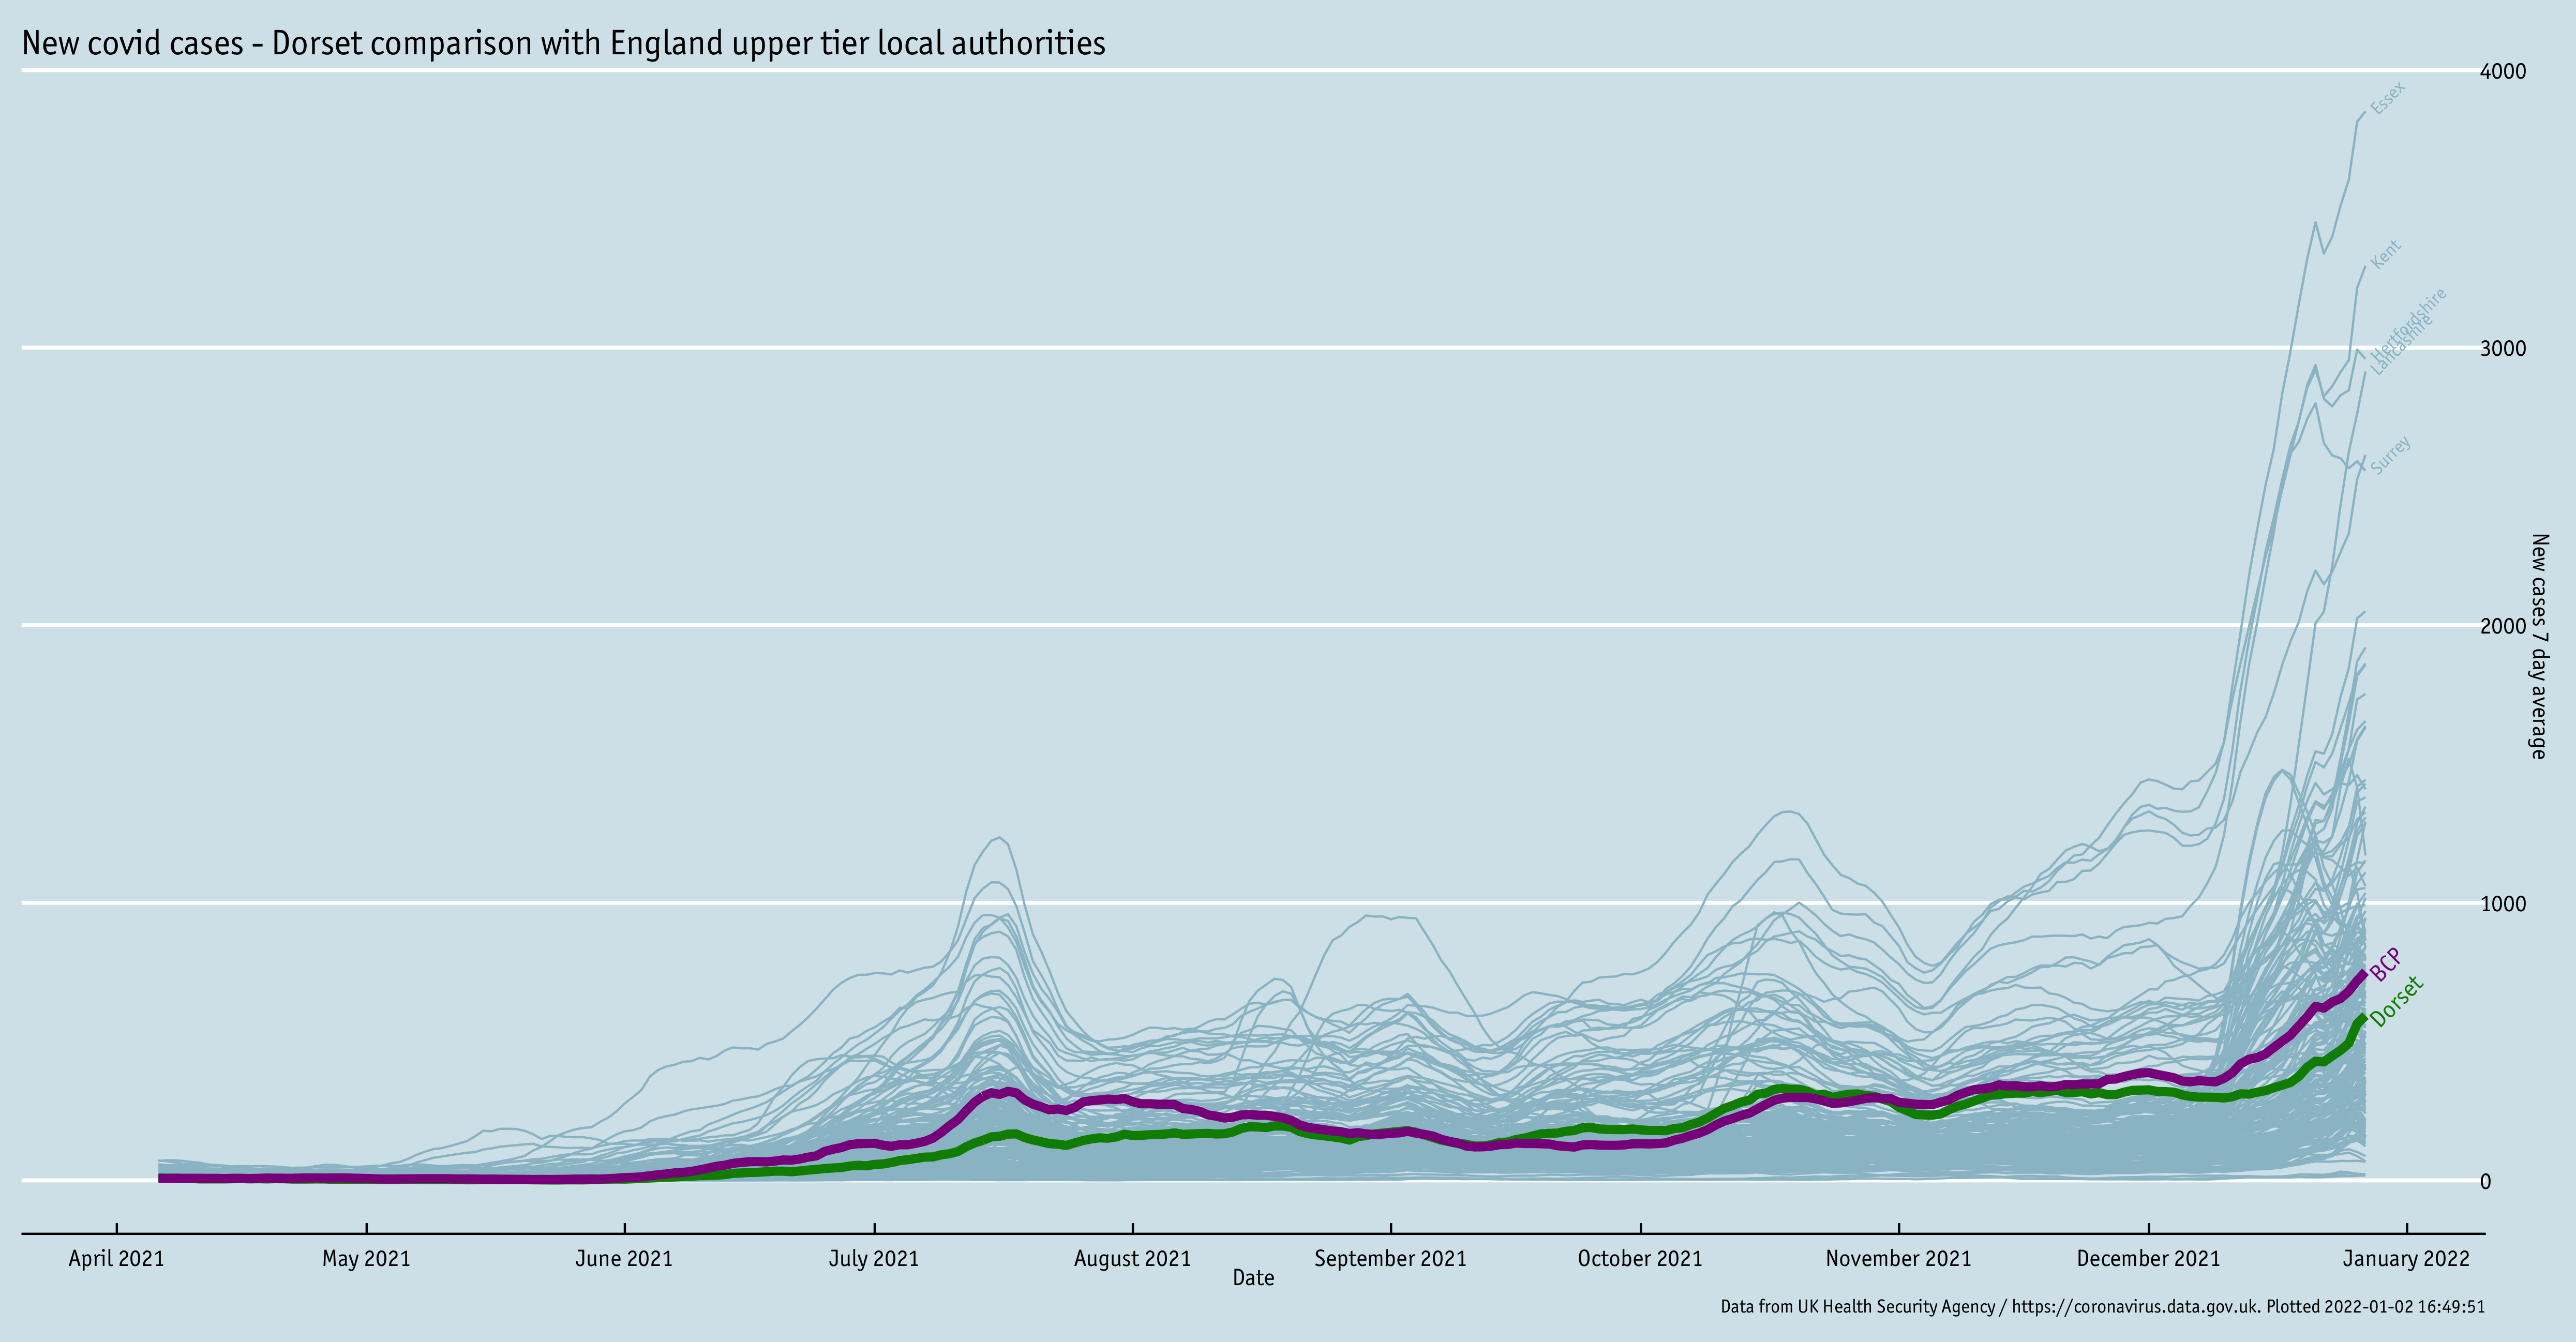 New covid cases - Dorset comparison with England upper tier local authorities
4000
Essex
Kent
Hertfordshire
Lancashire
3000
Surrey
2000
New cases 7 day average
1000
BCP
Dorset
0
April 2021
May 2021
June 2021
July 2021
August 2021
September 2021
October 2021
November 2021
December 2021
January 2022
Date
Data from UK Health Security Agency / https://coronavirus.data.gov.uk. Plotted 2022-01-02 16:49:51